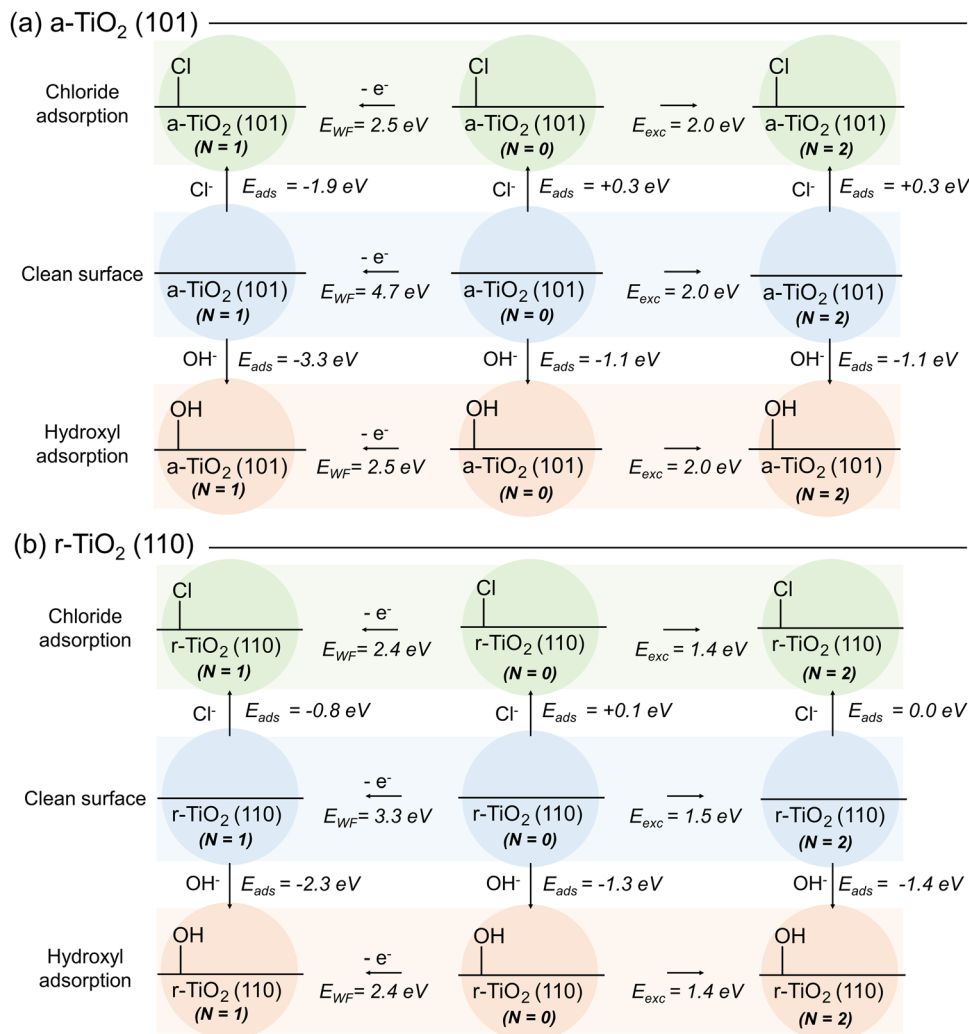 (a) a-TiO₂ (101)
Chloride
adsorption
Cl
a-TiO₂ (101)
(N = 1)
- e⁻
E_WF = 2.5 eV
Cl
a-TiO₂ (101)
(N = 0)
E_exc = 2.0 eV
Cl
a-TiO₂ (101)
(N = 2)
Cl⁻ E_ads = -1.9 eV
Cl⁻ E_ads = +0.3 eV
Cl⁻ E_ads = +0.3 eV
Clean surface
a-TiO₂ (101)
(N = 1)
- e⁻
E_WF = 4.7 eV
a-TiO₂ (101)
(N = 0)
E_exc = 2.0 eV
a-TiO₂ (101)
(N = 2)
OH⁻ E_ads = -3.3 eV
OH⁻ E_ads = -1.1 eV
OH⁻ E_ads = -1.1 eV
Hydroxyl
adsorption
OH
a-TiO₂ (101)
(N = 1)
- e⁻
E_WF = 2.5 eV
OH
a-TiO₂ (101)
(N = 0)
E_exc = 2.0 eV
OH
a-TiO₂ (101)
(N = 2)
(b) r-TiO₂ (110)
Chloride
adsorption
Cl
r-TiO₂ (110)
(N = 1)
- e⁻
E_WF = 2.4 eV
Cl
r-TiO₂ (110)
(N = 0)
E_exc = 1.4 eV
Cl
r-TiO₂ (110)
(N = 2)
Cl⁻ E_ads = -0.8 eV
Cl⁻ E_ads = +0.1 eV
Cl⁻ E_ads = 0.0 eV
Clean surface
r-TiO₂ (110)
(N = 1)
- e⁻
E_WF = 3.3 eV
r-TiO₂ (110)
(N = 0)
E_exc = 1.5 eV
r-TiO₂ (110)
(N = 2)
OH⁻ E_ads = -2.3 eV
OH⁻ E_ads = -1.3 eV
OH⁻ E_ads = -1.4 eV
Hydroxyl
adsorption
OH
r-TiO₂ (110)
(N = 1)
- e⁻
E_WF = 2.4 eV
OH
r-TiO₂ (110)
(N = 0)
E_exc = 1.4 eV
OH
r-TiO₂ (110)
(N = 2)